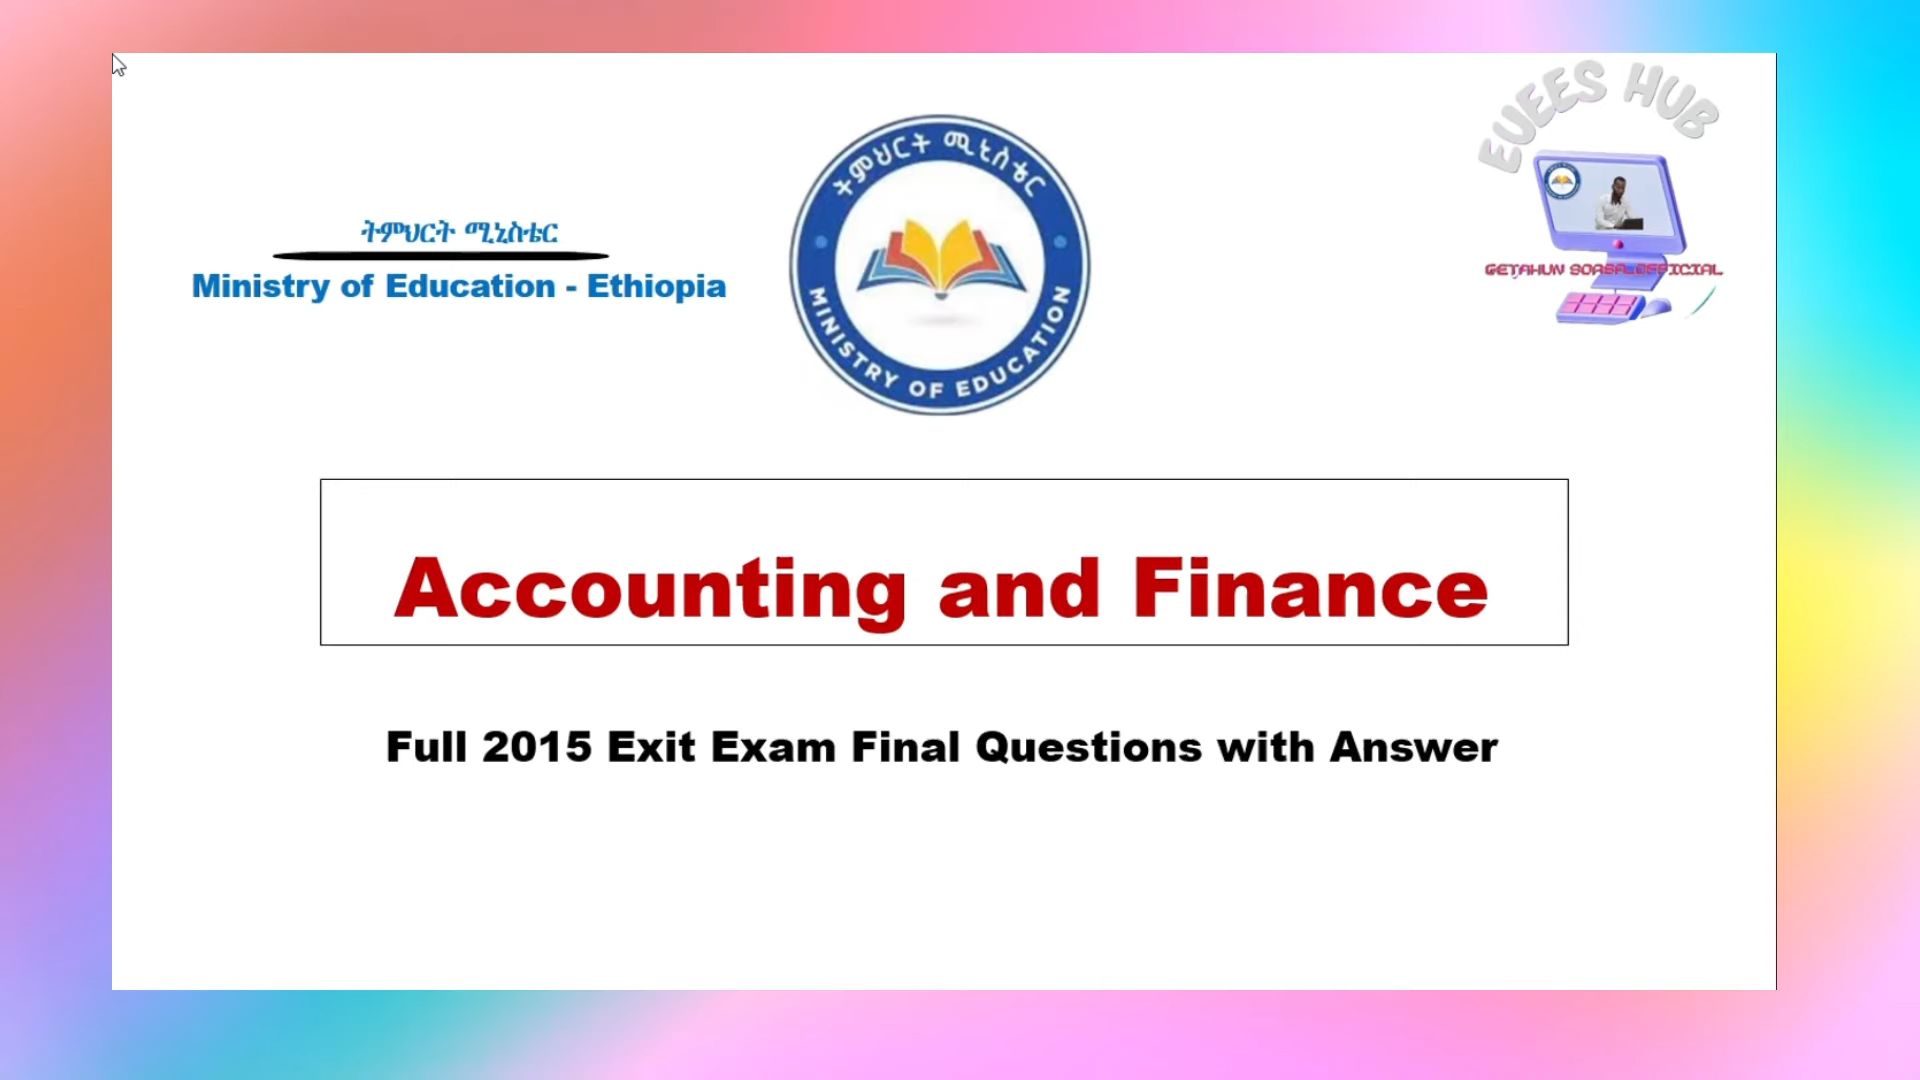 EUEES HUB
ትምህርት ሚኒስቴር
ትምህርት ሚኒስቴር
Ministry of Education - Ethiopia
MINISTRY OF EDUCATION
Accounting and Finance
Full 2015 Exit Exam Final Questions with Answer